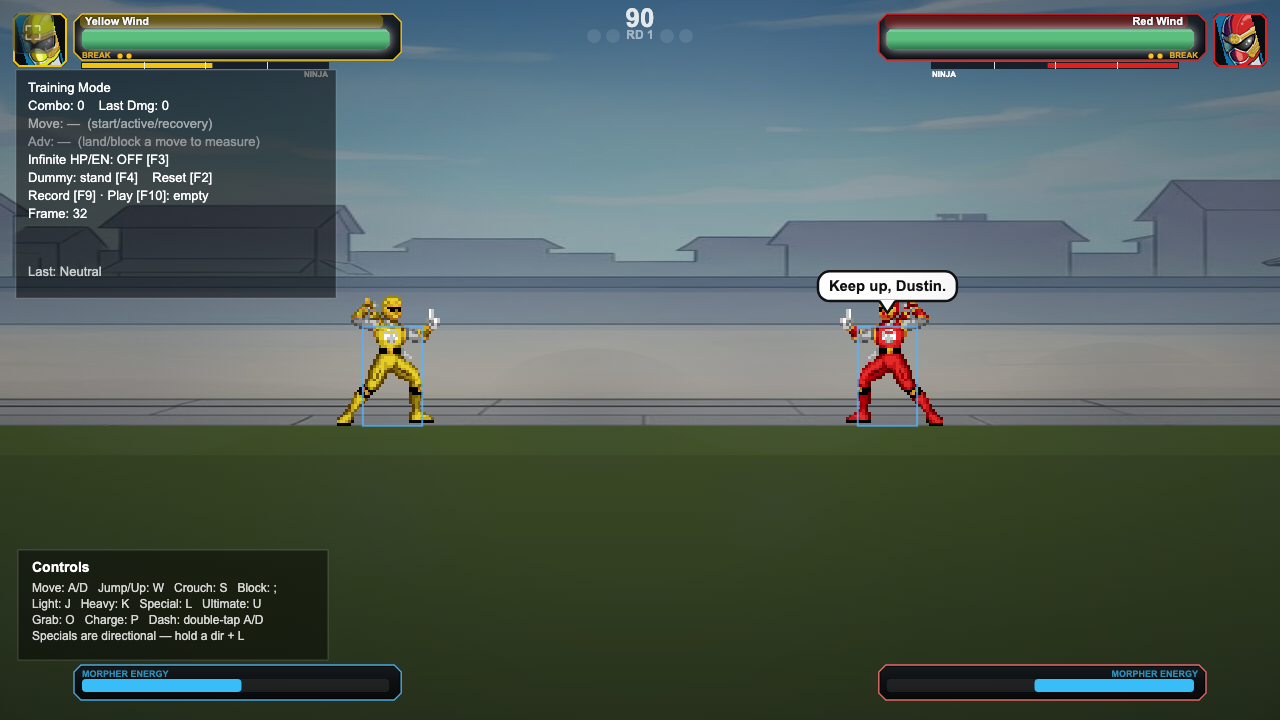 Yellow Wind
BREAK
NINJA
90
RD 1
Red Wind
BREAK
NINJA
Training Mode
Combo: 0 Last Dmg: 0
Move: — (start/active/recovery)
Adv: — (land/block a move to measure)
Infinite HP/EN: OFF [F3]
Dummy: stand [F4] Reset [F2]
Record [F9] · Play [F10]: empty
Frame: 32
Last: Neutral
Keep up, Dustin.
Controls
Move: A/D Jump/Up: W Crouch: S Block: ;
Light: J Heavy: K Special: L Ultimate: U
Grab: O Charge: P Dash: double-tap A/D
Specials are directional — hold a dir + L
MORPHER ENERGY
MORPHER ENERGY